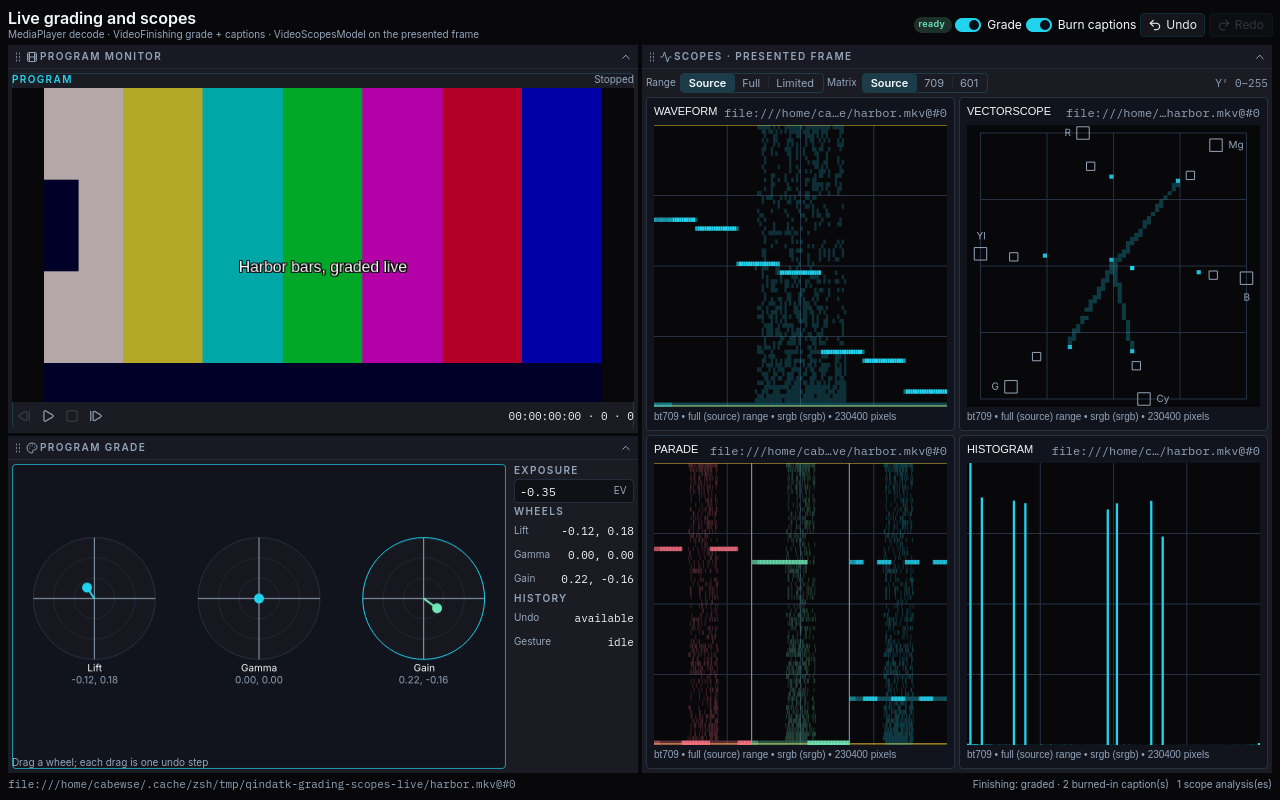 Live grading and scopes
MediaPlayer decode · VideoFinishing grade + captions · VideoScopesModel on the presented frame
ready Grade Burn captions Undo Redo
PROGRAM MONITOR
PROGRAM Stopped
Harbor bars, graded live
00:00:00:00 · 0 · 0
PROGRAM GRADE
Lift
-0.12, 0.18
Gamma
0.00, 0.00
Gain
0.22, -0.16
Drag a wheel; each drag is one undo step
EXPOSURE
-0.35 EV
WHEELS
Lift -0.12, 0.18
Gamma 0.00, 0.00
Gain 0.22, -0.16
HISTORY
Undo available
Gesture idle
SCOPES · PRESENTED FRAME
Range Source Full Limited Matrix Source 709 601 Y' 0–255
WAVEFORM file:///home/ca…e/harbor.mkv@#0
bt709 • full (source) range • srgb (srgb) • 230400 pixels
VECTORSCOPE file:///home/…harbor.mkv@#0
R
Mg
Yl
B
G
Cy
bt709 • full (source) range • srgb (srgb) • 230400 pixels
PARADE file:///home/cab…ve/harbor.mkv@#0
bt709 • full (source) range • srgb (srgb) • 230400 pixels
HISTOGRAM file:///home/c…/harbor.mkv@#0
bt709 • full (source) range • srgb (srgb) • 230400 pixels
file:///home/cabewse/.cache/zsh/tmp/qindatk-grading-scopes-live/harbor.mkv@#0
Finishing: graded · 2 burned-in caption(s) 1 scope analysis(es)